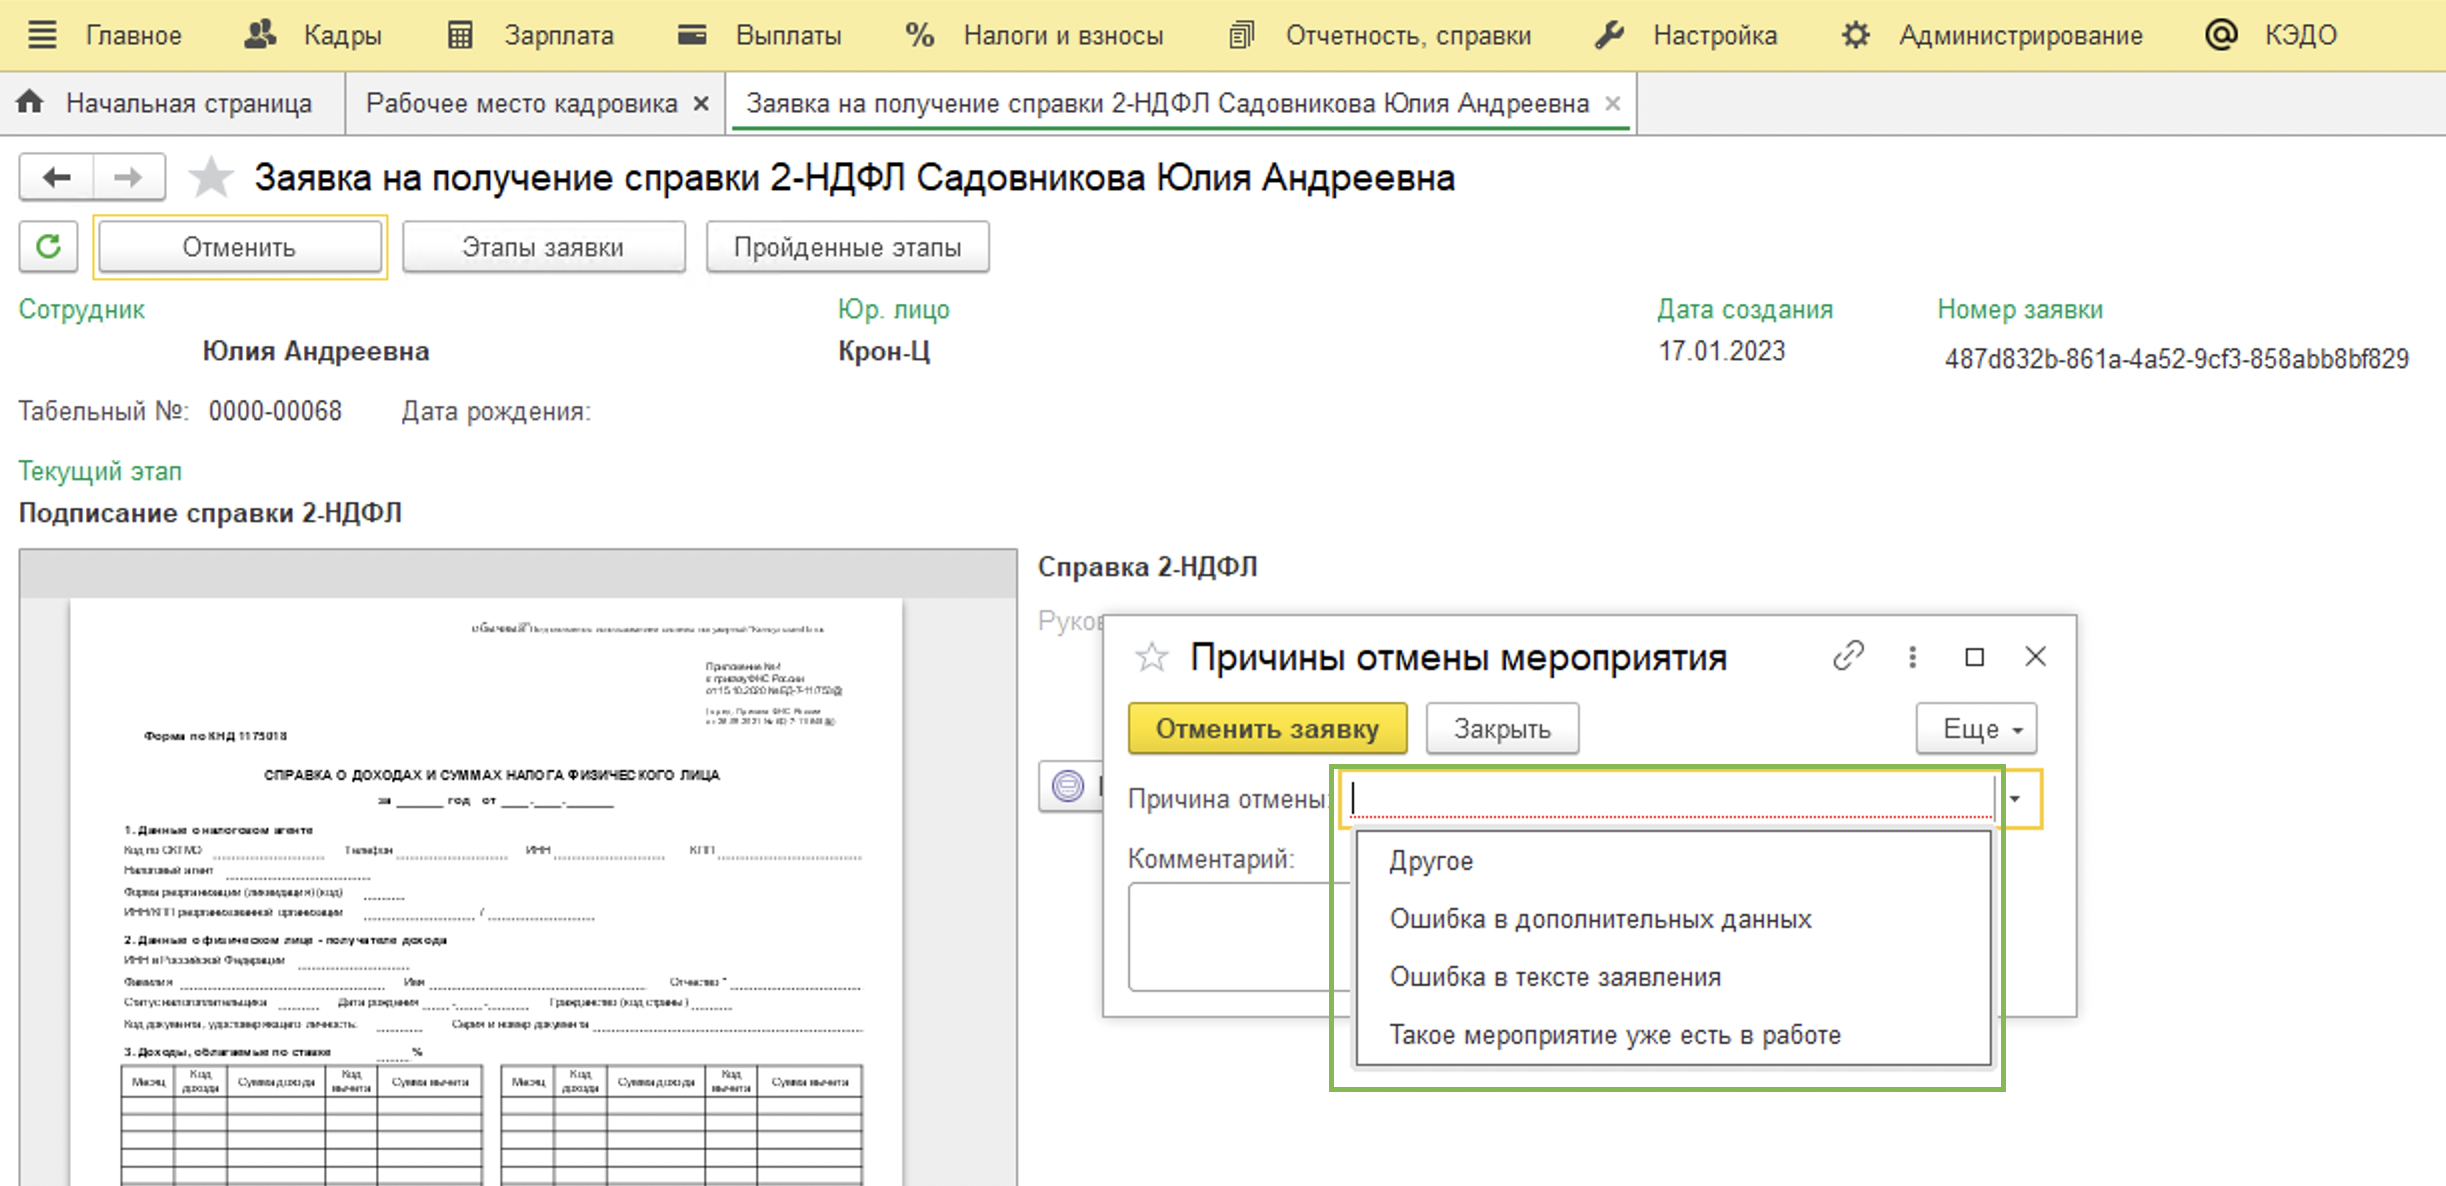 Главное Кадры Зарплата Выплаты Налоги и взносы Отчетность, справки Настройка Администрирование КЭДО
Начальная страница Рабочее место кадровика Заявка на получение справки 2-НДФЛ Садовникова Юлия Андреевна
Заявка на получение справки 2-НДФЛ Садовникова Юлия Андреевна
Отменить Этапы заявки Пройденные этапы
Сотрудник Юр. лицо Дата создания Номер заявки
Юлия Андреевна Крон-Ц 17.01.2023 487d832b-861a-4a52-9cf3-858abb8bf829
Табельный №: 0000-00068 Дата рождения:
Текущий этап
Подписание справки 2-НДФЛ
Приложение №4
к приказу ФНС России
от 15.10.2020 № ЕД-7-11/753@
Форма по КНД 1175018
СПРАВКА О ДОХОДАХ И СУММАХ НАЛОГА ФИЗИЧЕСКОГО ЛИЦА
за год от
1. Данные о налоговом агенте
Код по ОКТМО Телефон ИНН КПП
Налоговый агент
Форма реорганизации (ликвидация) (код)
ИНН/КПП реорганизованной организации /
2. Данные о физическом лице - получателе дохода
ИНН в Российской Федерации
Фамилия Имя Отчество *
Статус налогоплательщика Дата рождения Гражданство (код страны)
Код документа, удостоверяющего личность: Серия и номер документа
3. Доходы, облагаемые по ставке %
Месяц Код дохода Сумма дохода Код вычета Сумма вычета Месяц Код дохода Сумма дохода Код вычета Сумма вычета
Справка 2-НДФЛ
Руков
Причины отмены мероприятия
Отменить заявку Закрыть Еще
Причина отмены:
Комментарий:
Другое
Ошибка в дополнительных данных
Ошибка в тексте заявления
Такое мероприятие уже есть в работе